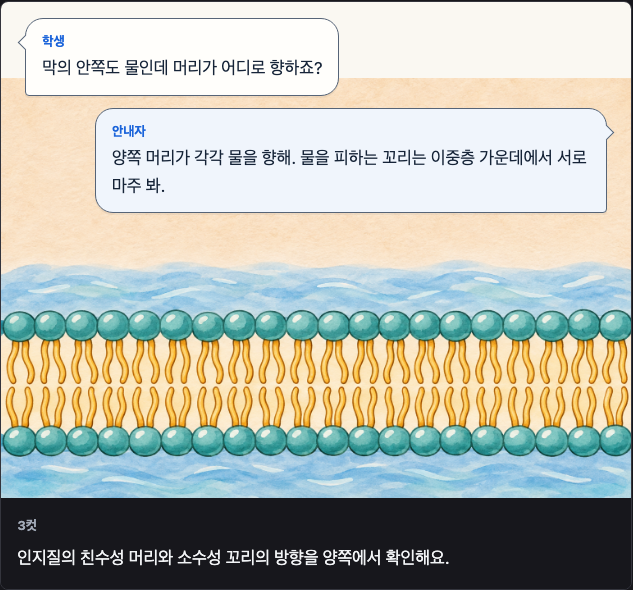 학생
막의 안쪽도 물인데 머리가 어디로 향하죠?
안내자
양쪽 머리가 각각 물을 향해. 물을 피하는 꼬리는 이중층 가운데에서 서로
마주 봐.
3컷
인지질의 친수성 머리와 소수성 꼬리의 방향을 양쪽에서 확인해요.